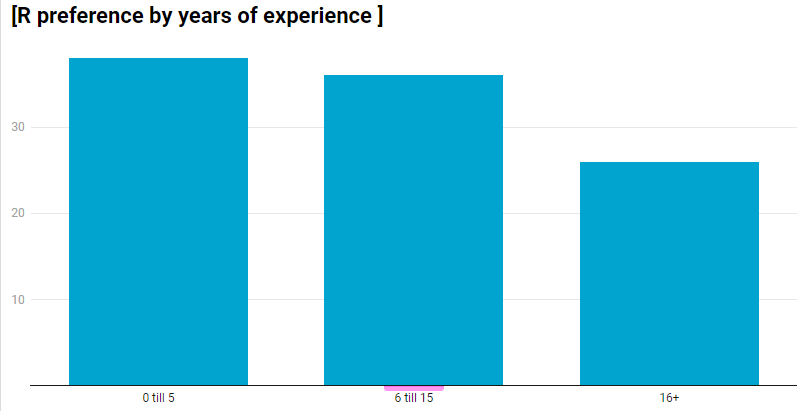 [R preference by years of experience ]
30
20
10
0 till 5
6 till 15
16+